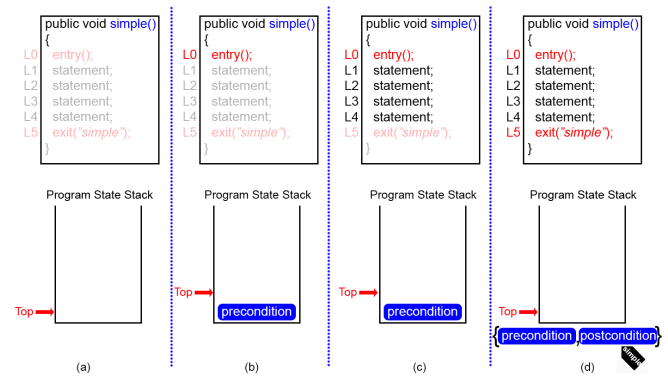 public void simple()
{
L0 entry();
L1 statement;
L2 statement;
L3 statement;
L4 statement;
L5 exit("simple");
}
Program State Stack
Top
(a)
public void simple()
{
L0 entry();
L1 statement;
L2 statement;
L3 statement;
L4 statement;
L5 exit("simple");
}
Program State Stack
Top
precondition
(b)
public void simple()
{
L0 entry();
L1 statement;
L2 statement;
L3 statement;
L4 statement;
L5 exit("simple");
}
Program State Stack
Top
precondition
(c)
public void simple()
{
L0 entry();
L1 statement;
L2 statement;
L3 statement;
L4 statement;
L5 exit("simple");
}
Program State Stack
Top
{precondition,postcondition}
simple
(d)